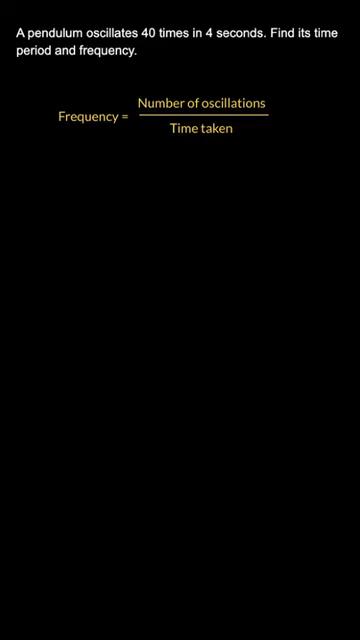 A pendulum oscillates 40 times in 4 seconds. Find its time
period and frequency.
Number of oscillations
Frequency =
Time taken